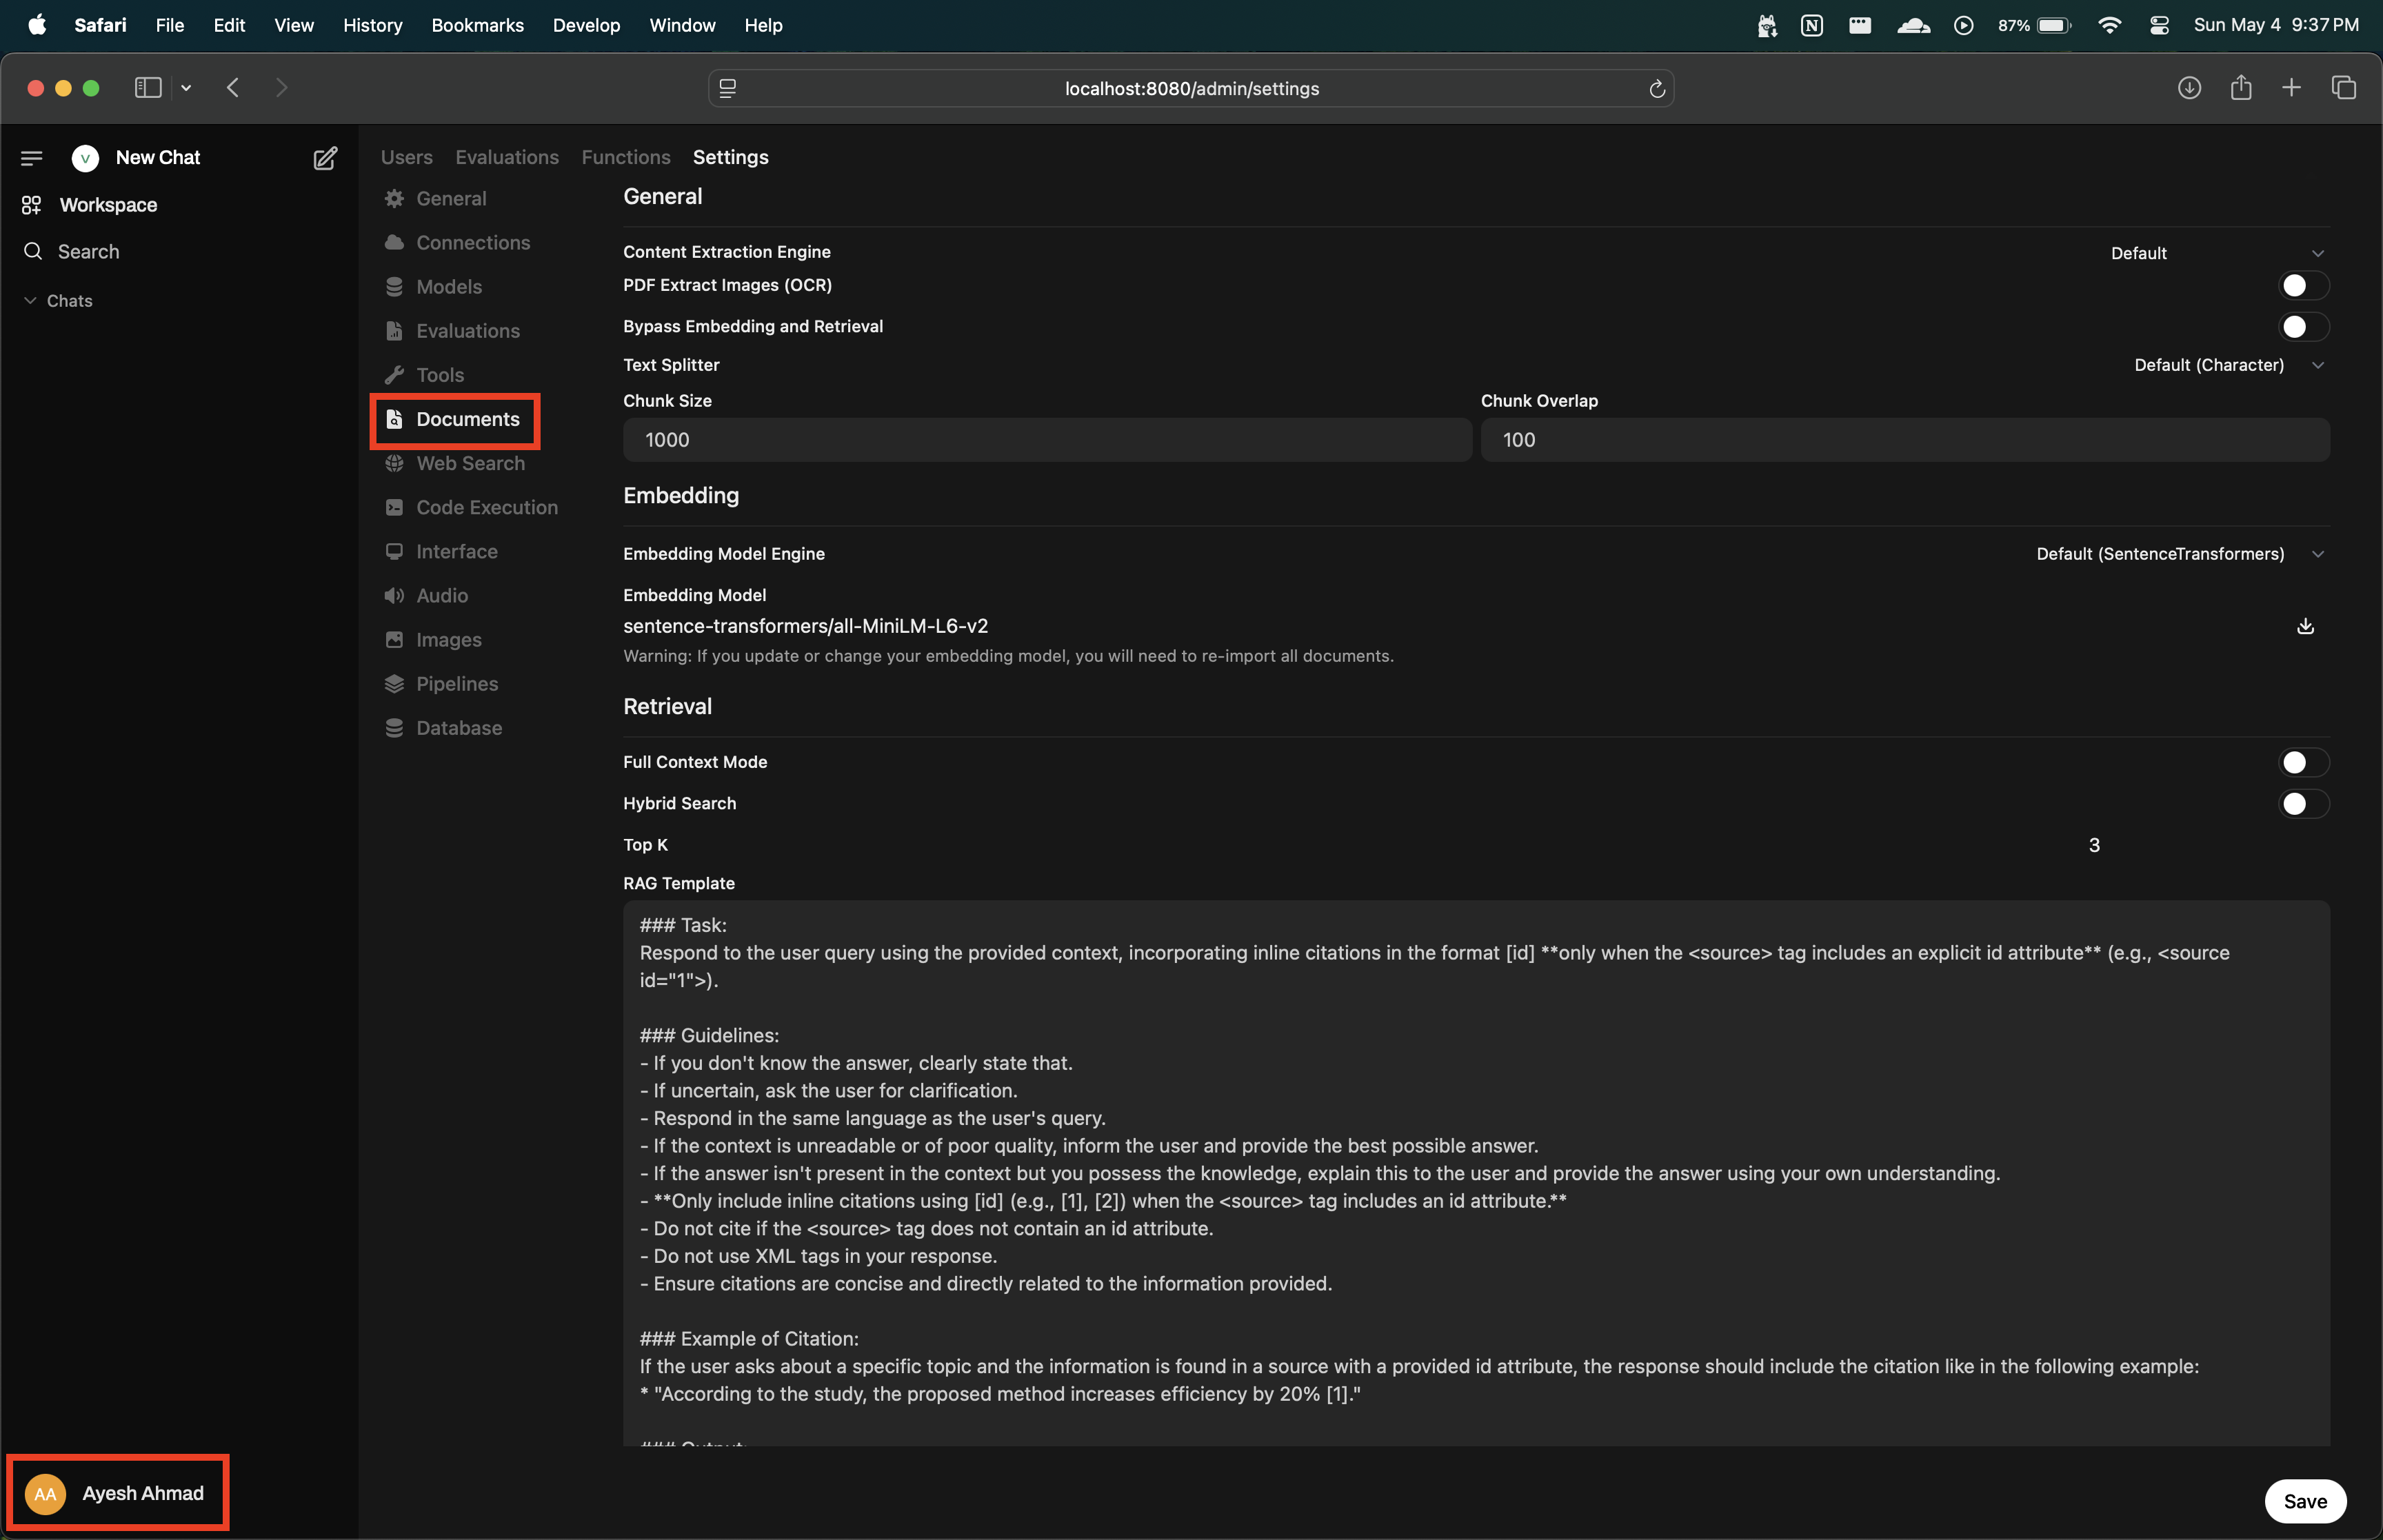 Safari File Edit View History Bookmarks Develop Window Help
N 87% Sun May 4 9:37 PM
localhost:8080/admin/settings
V New Chat
Workspace
Search
Chats
AA Ayesh Ahmad
Users Evaluations Functions Settings
General
Connections
Models
Evaluations
Tools
Documents
Web Search
Code Execution
Interface
Audio
Images
Pipelines
Database
General
Content Extraction Engine Default
PDF Extract Images (OCR)
Bypass Embedding and Retrieval
Text Splitter Default (Character)
Chunk Size Chunk Overlap
1000 100
Embedding
Embedding Model Engine Default (SentenceTransformers)
Embedding Model
sentence-transformers/all-MiniLM-L6-v2
Warning: If you update or change your embedding model, you will need to re-import all documents.
Retrieval
Full Context Mode
Hybrid Search
Top K 3
RAG Template
### Task:
Respond to the user query using the provided context, incorporating inline citations in the format [id] **only when the <source> tag includes an explicit id attribute** (e.g., <source
id="1">).
### Guidelines:
- If you don't know the answer, clearly state that.
- If uncertain, ask the user for clarification.
- Respond in the same language as the user's query.
- If the context is unreadable or of poor quality, inform the user and provide the best possible answer.
- If the answer isn't present in the context but you possess the knowledge, explain this to the user and provide the answer using your own understanding.
- **Only include inline citations using [id] (e.g., [1], [2]) when the <source> tag includes an id attribute.**
- Do not cite if the <source> tag does not contain an id attribute.
- Do not use XML tags in your response.
- Ensure citations are concise and directly related to the information provided.
### Example of Citation:
If the user asks about a specific topic and the information is found in a source with a provided id attribute, the response should include the citation like in the following example:
* "According to the study, the proposed method increases efficiency by 20% [1]."
Save